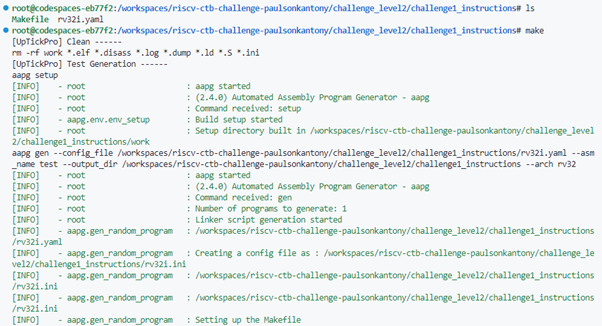 root@codespaces-eb77f2:/workspaces/riscv-ctb-challenge-paulsonkantony/challenge_level2/challenge1_instructions# ls
Makefile  rv32i.yaml
root@codespaces-eb77f2:/workspaces/riscv-ctb-challenge-paulsonkantony/challenge_level2/challenge1_instructions# make
[UpTickPro] Clean ------
rm -rf work *.elf *.disass *.log *.dump *.ld *.S *.ini
[UpTickPro] Test Generation ------
aapg setup
[INFO]    - root                      : aapg started
[INFO]    - root                      : (2.4.0) Automated Assembly Program Generator - aapg
[INFO]    - root                      : Command received: setup
[INFO]    - aapg.env.env_setup        : Build setup started
[INFO]    - root                      : Setup directory built in /workspaces/riscv-ctb-challenge-paulsonkantony/challenge_level
2/challenge1_instructions/work
aapg gen --config_file /workspaces/riscv-ctb-challenge-paulsonkantony/challenge_level2/challenge1_instructions/rv32i.yaml --asm
_name test --output_dir /workspaces/riscv-ctb-challenge-paulsonkantony/challenge_level2/challenge1_instructions --arch rv32
[INFO]    - root                      : aapg started
[INFO]    - root                      : (2.4.0) Automated Assembly Program Generator - aapg
[INFO]    - root                      : Command received: gen
[INFO]    - root                      : Number of programs to generate: 1
[INFO]    - root                      : Linker script generation started
[INFO]    - aapg.gen_random_program   : /workspaces/riscv-ctb-challenge-paulsonkantony/challenge_level2/challenge1_instructions
/rv32i.yaml
[INFO]    - aapg.gen_random_program   : Creating a config file as : /workspaces/riscv-ctb-challenge-paulsonkantony/challenge_le
vel2/challenge1_instructions/rv32i.ini
[INFO]    - aapg.gen_random_program   : /workspaces/riscv-ctb-challenge-paulsonkantony/challenge_level2/challenge1_instructions
/rv32i.ini
[INFO]    - aapg.gen_random_program   : /workspaces/riscv-ctb-challenge-paulsonkantony/challenge_level2/challenge1_instructions
/rv32i.ini
[INFO]    - aapg.gen_random_program   : Setting up the Makefile